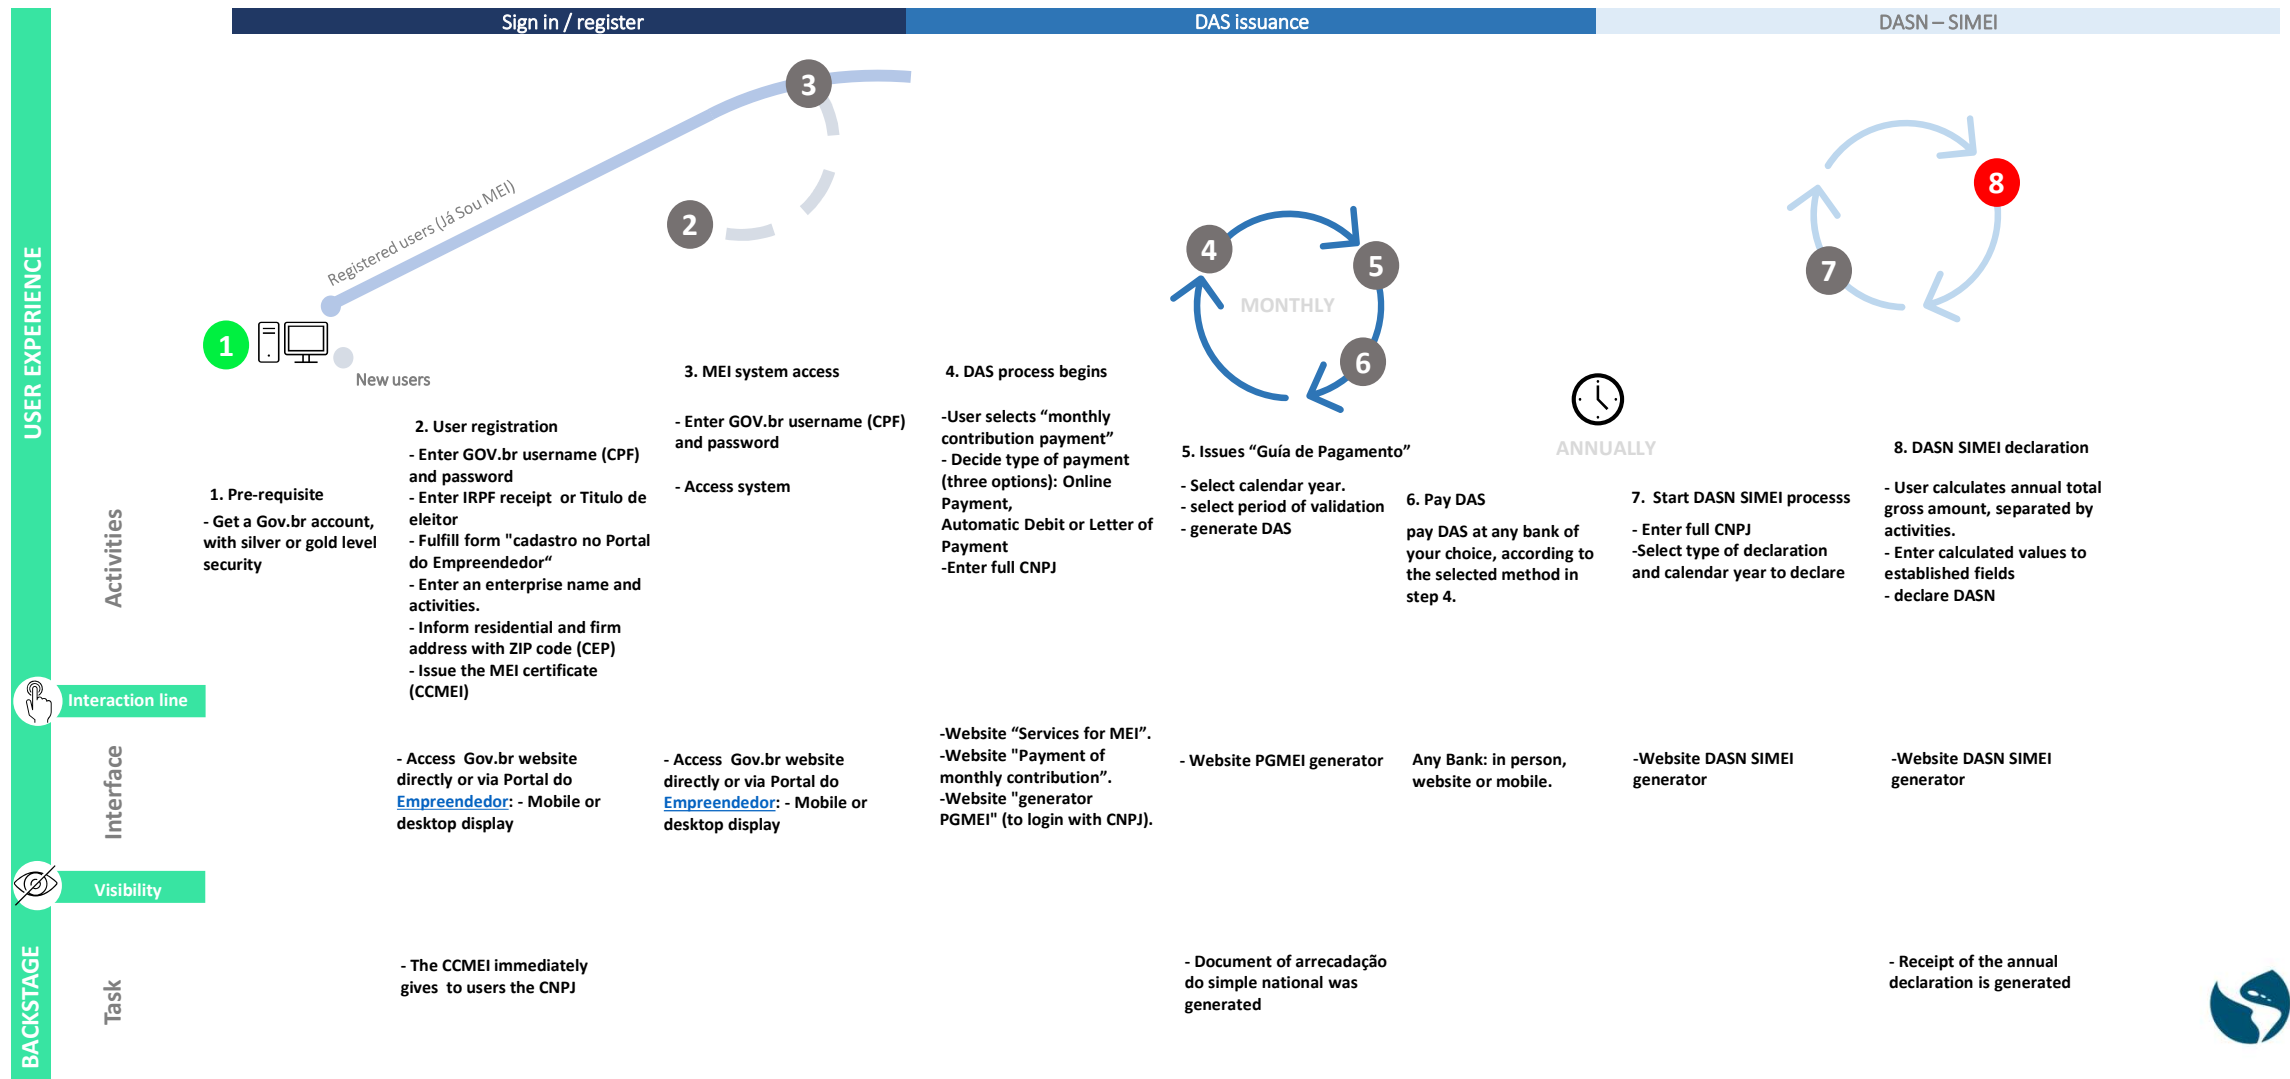 Sign in / register
DAS issuance
DASN – SIMEI
USER EXPERIENCE
BACKSTAGE
Activities
Interaction line
Interface
Visibility
Task
3
2
Registered users (Já Sou MEI)
1
New users
4
5
MONTHLY
6
8
7
ANNUALLY
1. Pre-requisite
- Get a Gov.br account,
with silver or gold level
security
2. User registration
- Enter GOV.br username (CPF)
and password
- Enter IRPF receipt or Titulo de
eleitor
- Fulfill form "cadastro no Portal
do Empreendedor“
- Enter an enterprise name and
activities.
- Inform residential and firm
address with ZIP code (CEP)
- Issue the MEI certificate
(CCMEI)
3. MEI system access
- Enter GOV.br username (CPF)
and password
- Access system
4. DAS process begins
-User selects “monthly
contribution payment”
- Decide type of payment
(three options): Online
Payment,
Automatic Debit or Letter of
Payment
-Enter full CNPJ
5. Issues “Guía de Pagamento”
- Select calendar year.
- select period of validation
- generate DAS
6. Pay DAS
pay DAS at any bank of
your choice, according to
the selected method in
step 4.
7. Start DASN SIMEI processs
- Enter full CNPJ
-Select type of declaration
and calendar year to declare
8. DASN SIMEI declaration
- User calculates annual total
gross amount, separated by
activities.
- Enter calculated values to
established fields
- declare DASN
- Access Gov.br website
directly or via Portal do
Empreendedor: - Mobile or
desktop display
- Access Gov.br website
directly or via Portal do
Empreendedor: - Mobile or
desktop display
-Website “Services for MEI”.
-Website "Payment of
monthly contribution”.
-Website "generator
PGMEI" (to login with CNPJ).
- Website PGMEI generator
Any Bank: in person,
website or mobile.
-Website DASN SIMEI
generator
-Website DASN SIMEI
generator
- The CCMEI immediately
gives to users the CNPJ
- Document of arrecadação
do simple national was
generated
- Receipt of the annual
declaration is generated